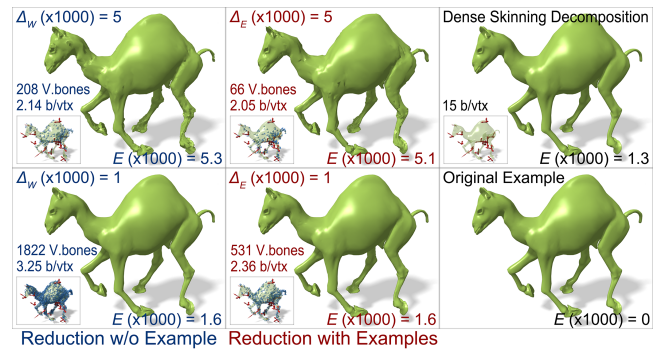 Δ_W (x1000) = 5
208 V.bones
2.14 b/vtx
E (x1000) = 5.3
Δ_E (x1000) = 5
66 V.bones
2.05 b/vtx
E (x1000) = 5.1
Dense Skinning Decomposition
15 b/vtx
E (x1000) = 1.3
Δ_W (x1000) = 1
1822 V.bones
3.25 b/vtx
E (x1000) = 1.6
Δ_E (x1000) = 1
531 V.bones
2.36 b/vtx
E (x1000) = 1.6
Original Example
E (x1000) = 0
Reduction w/o Example
Reduction with Examples